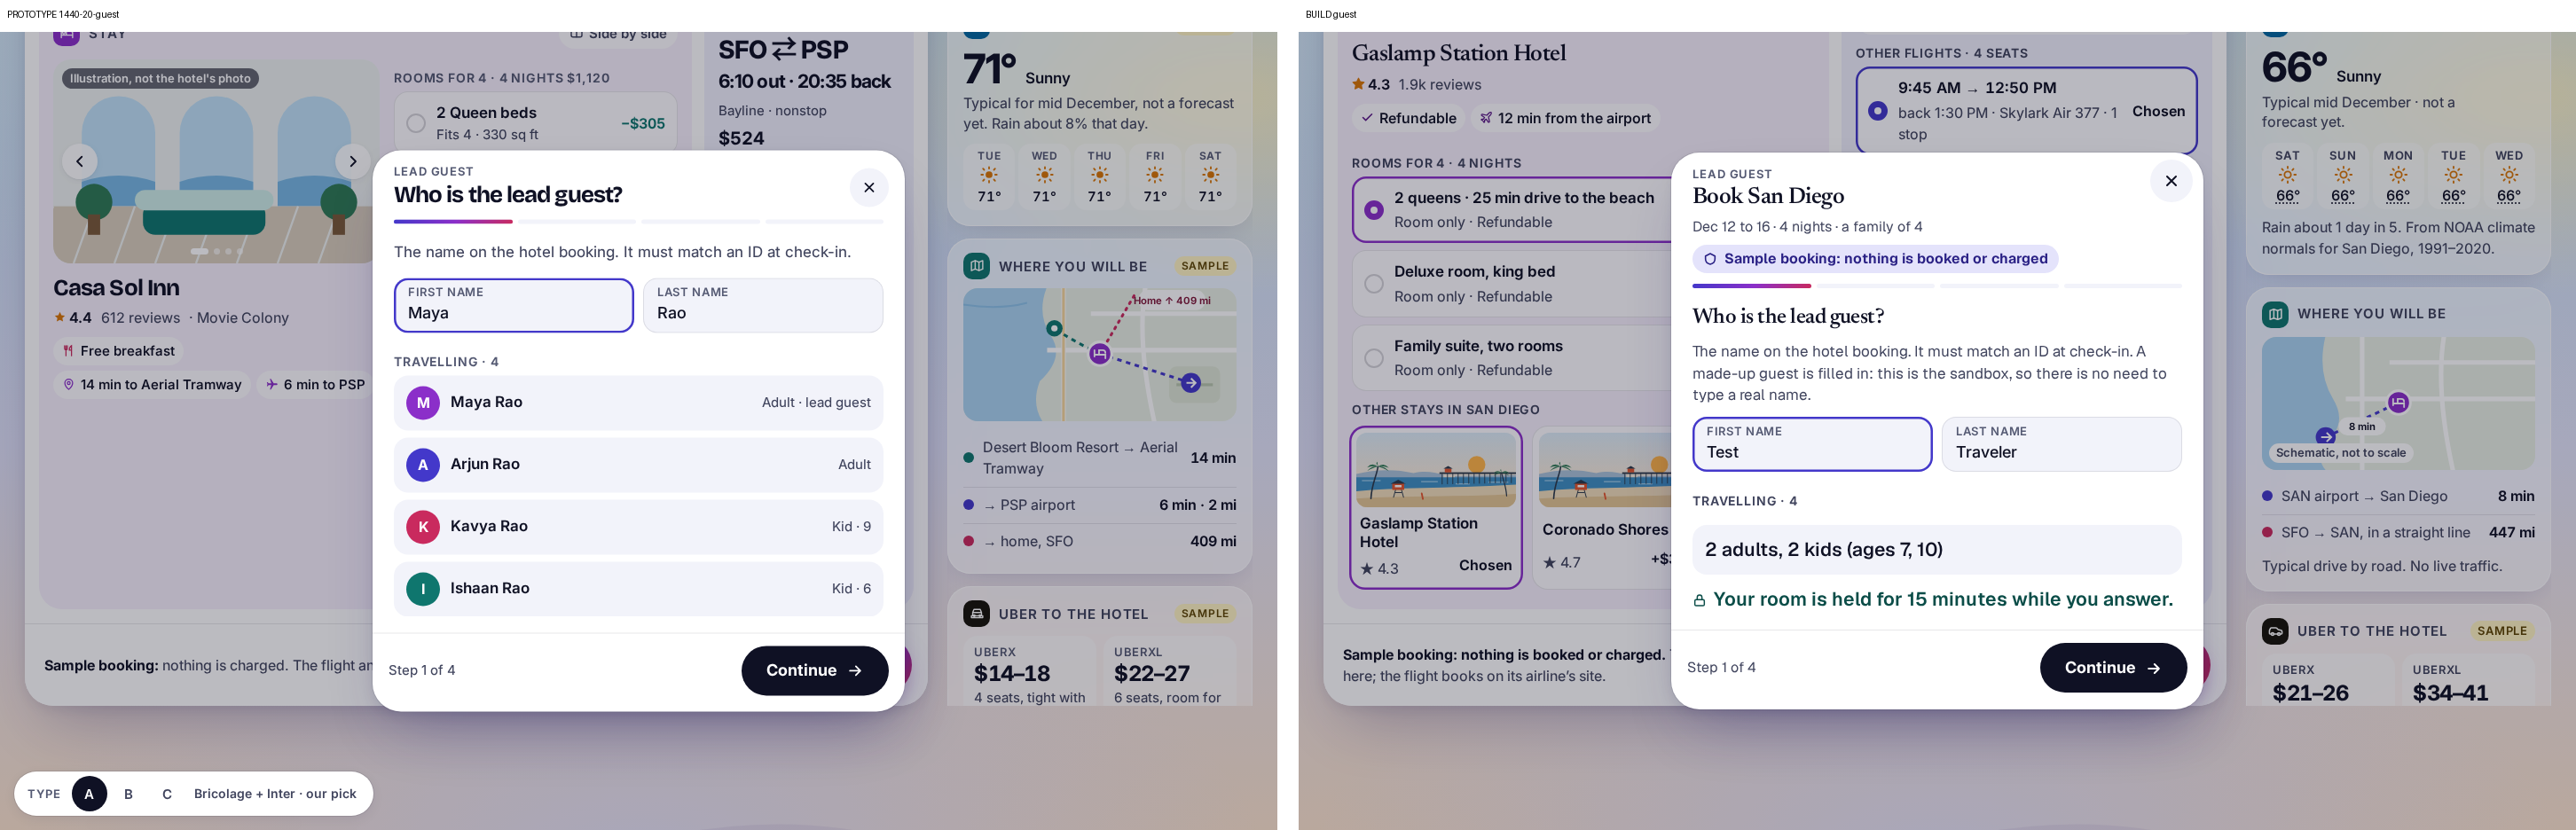 PROTOTYPE 1440-20-guest
STAY
Side by side
Illustration, not the hotel's photo
ROOMS FOR 4 · 4 NIGHTS $1,120
2 Queen beds
Fits 4 · 330 sq ft
−$305
Casa Sol Inn
4.4 612 reviews · Movie Colony
Free breakfast
14 min to Aerial Tramway
6 min to PSP
SFO ⇄ PSP
6:10 out · 20:35 back
Bayline · nonstop
$524
LEAD GUEST
Who is the lead guest?
The name on the hotel booking. It must match an ID at check-in.
FIRST NAME
Maya
LAST NAME
Rao
TRAVELLING · 4
M Maya Rao Adult · lead guest
A Arjun Rao Adult
K Kavya Rao Kid · 9
I Ishaan Rao Kid · 6
Step 1 of 4
Continue →
Sample booking: nothing is charged. The flight an
71° Sunny
Typical for mid December, not a forecast
yet. Rain about 8% that day.
TUE WED THU FRI SAT
71° 71° 71° 71° 71°
WHERE YOU WILL BE
SAMPLE
Home ↑ 409 mi
Desert Bloom Resort → Aerial
Tramway
14 min
→ PSP airport 6 min · 2 mi
→ home, SFO 409 mi
UBER TO THE HOTEL
SAMPLE
UBERX
$14–18
4 seats, tight with
UBERXL
$22–27
6 seats, room for
TYPE A B C Bricolage + Inter · our pick
BUILD guest
Gaslamp Station Hotel
4.3 1.9k reviews
Refundable
12 min from the airport
ROOMS FOR 4 · 4 NIGHTS
2 queens · 25 min drive to the beach
Room only · Refundable
Deluxe room, king bed
Room only · Refundable
Family suite, two rooms
Room only · Refundable
OTHER STAYS IN SAN DIEGO
Gaslamp Station
Hotel
★ 4.3 Chosen
Coronado Shores
★ 4.7
Sample booking: nothing is booked or charged.
here; the flight books on its airline's site.
OTHER FLIGHTS · 4 SEATS
9:45 AM → 12:50 PM
back 1:30 PM · Skylark Air 377 · 1
stop
Chosen
LEAD GUEST
Book San Diego
Dec 12 to 16 · 4 nights · a family of 4
Sample booking: nothing is booked or charged
Who is the lead guest?
The name on the hotel booking. It must match an ID at check-in. A
made-up guest is filled in: this is the sandbox, so there is no need to
type a real name.
FIRST NAME
Test
LAST NAME
Traveler
TRAVELLING · 4
2 adults, 2 kids (ages 7, 10)
Your room is held for 15 minutes while you answer.
Step 1 of 4
Continue →
66° Sunny
Typical mid December · not a
forecast yet.
SAT SUN MON TUE WED
66° 66° 66° 66° 66°
Rain about 1 day in 5. From NOAA climate
normals for San Diego, 1991–2020.
WHERE YOU WILL BE
8 min
Schematic, not to scale
SAN airport → San Diego 8 min
SFO → SAN, in a straight line 447 mi
Typical drive by road. No live traffic.
UBER TO THE HOTEL
SAMPLE
UBERX
$21–26
UBERXL
$34–41